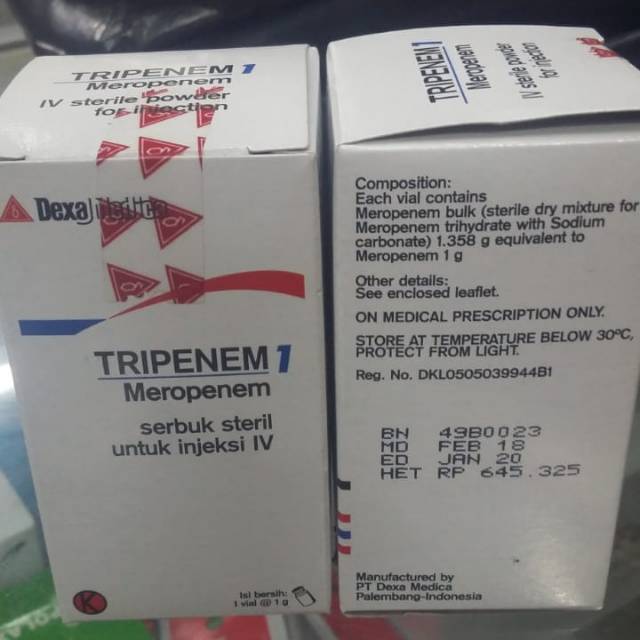 TRIPENEM 1
Meropenem
IV sterile powder
for injection
Dexa Medica
TRIPENEM 1
Meropenem
serbuk steril
untuk injeksi IV
K
Isi bersih:
1 vial @ 1 g
TRIPENEM 1
Meropenem
IV sterile powder
for injection
Composition:
Each vial contains
Meropenem bulk (sterile dry mixture for
Meropenem trihydrate with Sodium
carbonate) 1.358 g equivalent to
Meropenem 1 g
Other details:
See enclosed leaflet.
ON MEDICAL PRESCRIPTION ONLY.
STORE AT TEMPERATURE BELOW 30ºC,
PROTECT FROM LIGHT.
Reg. No. DKL0505039944B1
BN 49B0023
MD FEB 18
ED JAN 20
HET RP 645.325
Manufactured by
PT Dexa Medica
Palembang-Indonesia